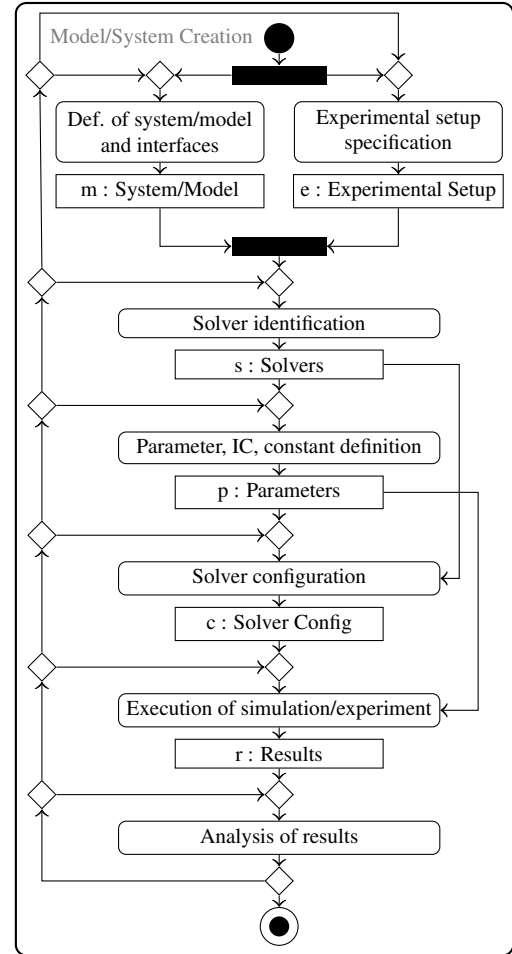 Model/System Creation
Def. of system/model
and interfaces
Experimental setup
specification
m : System/Model
e : Experimental Setup
Solver identification
s : Solvers
Parameter, IC, constant definition
p : Parameters
Solver configuration
c : Solver Config
Execution of simulation/experiment
r : Results
Analysis of results